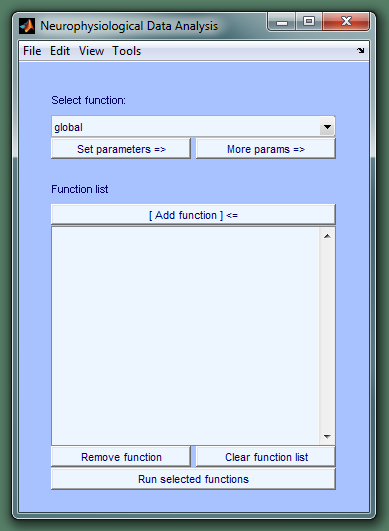 Neurophysiological Data Analysis
File Edit View Tools
Select function:
global
Set parameters => More params =>
Function list
[ Add function ] <=
Remove function Clear function list
Run selected functions